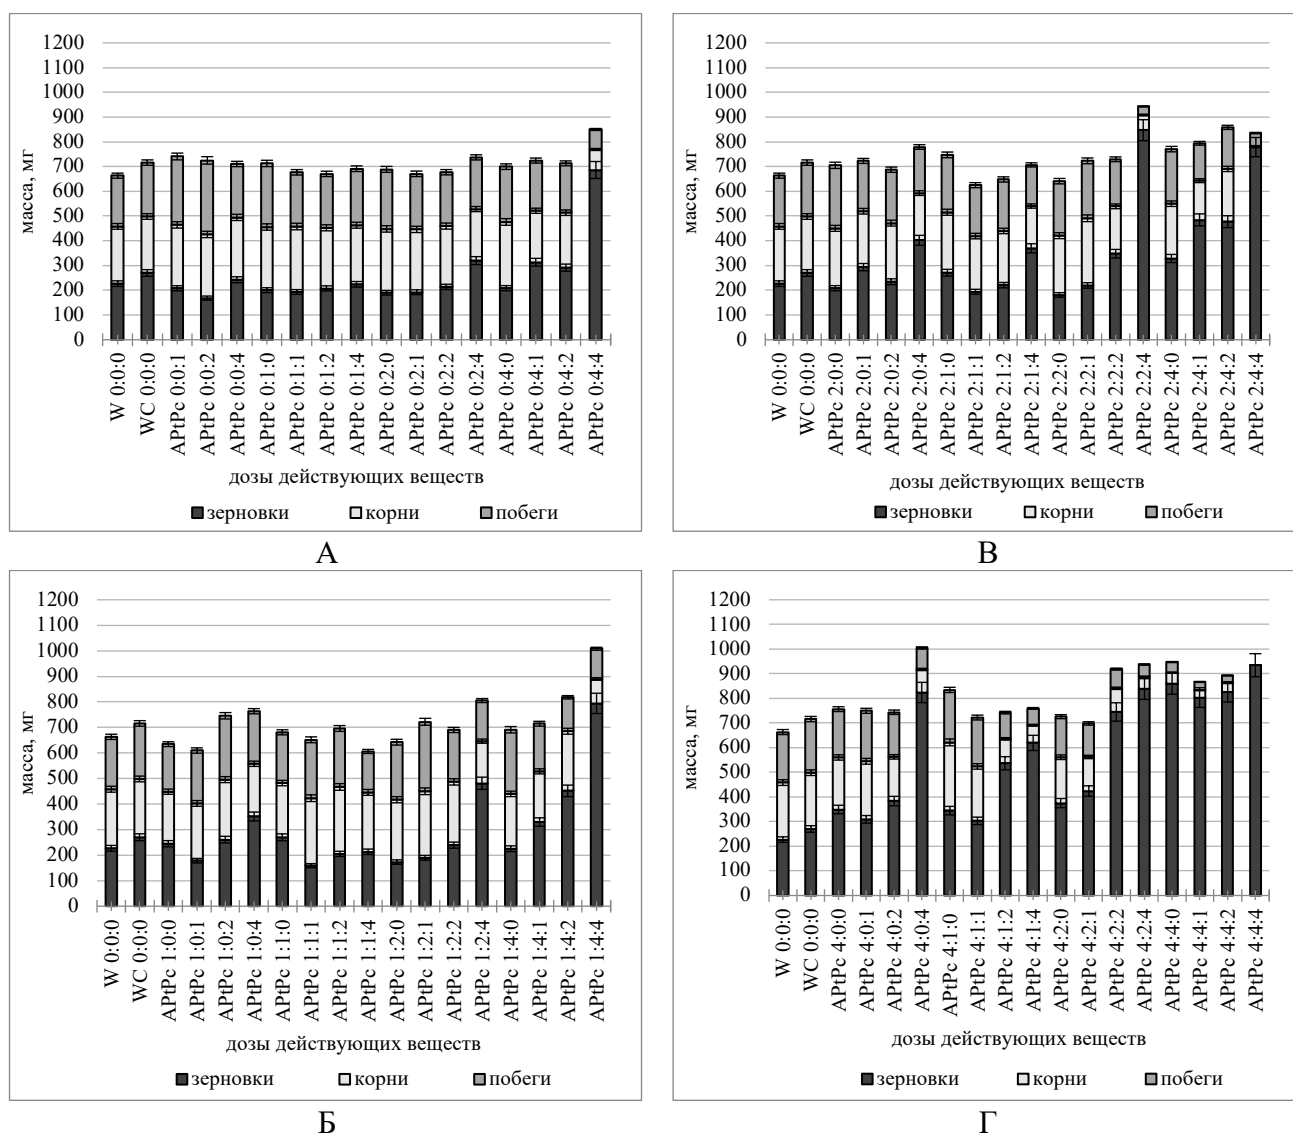 1200
1100
1000
900
800
700
600
500
400
300
200
100
0
масса, мг
W 0:0:0
WC 0:0:0
APtPc 0:0:1
APtPc 0:0:2
APtPc 0:0:4
APtPc 0:1:0
APtPc 0:1:1
APtPc 0:1:2
APtPc 0:1:4
APtPc 0:2:0
APtPc 0:2:1
APtPc 0:2:2
APtPc 0:2:4
APtPc 0:4:0
APtPc 0:4:1
APtPc 0:4:2
APtPc 0:4:4
дозы действующих веществ
зерновки корни побеги
А
1200
1100
1000
900
800
700
600
500
400
300
200
100
0
масса, мг
W 0:0:0
WC 0:0:0
APtPc 2:0:0
APtPc 2:0:1
APtPc 2:0:2
APtPc 2:0:4
APtPc 2:1:0
APtPc 2:1:1
APtPc 2:1:2
APtPc 2:1:4
APtPc 2:2:0
APtPc 2:2:1
APtPc 2:2:2
APtPc 2:2:4
APtPc 2:4:0
APtPc 2:4:1
APtPc 2:4:2
APtPc 2:4:4
дозы действующих веществ
зерновки корни побеги
В
1200
1100
1000
900
800
700
600
500
400
300
200
100
0
масса, мг
W 0:0:0
WC 0:0:0
APtPc 1:0:0
APtPc 1:0:1
APtPc 1:0:2
APtPc 1:0:4
APtPc 1:1:0
APtPc 1:1:1
APtPc 1:1:2
APtPc 1:1:4
APtPc 1:2:0
APtPc 1:2:1
APtPc 1:2:2
APtPc 1:2:4
APtPc 1:4:0
APtPc 1:4:1
APtPc 1:4:2
APtPc 1:4:4
дозы действующих веществ
зерновки корни побеги
Б
1200
1100
1000
900
800
700
600
500
400
300
200
100
0
масса, мг
W 0:0:0
WC 0:0:0
APtPc 4:0:0
APtPc 4:0:1
APtPc 4:0:2
APtPc 4:0:4
APtPc 4:1:0
APtPc 4:1:1
APtPc 4:1:2
APtPc 4:1:4
APtPc 4:2:0
APtPc 4:2:1
APtPc 4:2:2
APtPc 4:2:4
APtPc 4:4:0
APtPc 4:4:1
APtPc 4:4:2
APtPc 4:4:4
дозы действующих веществ
зерновки корни побеги
Г